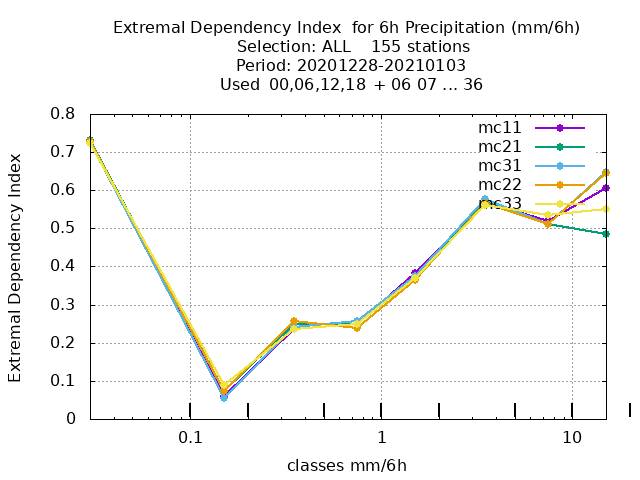 Extremal Dependency Index  for 6h Precipitation (mm/6h)
Selection: ALL    155 stations
Period: 20201228-20210103
Used  00,06,12,18  + 06 07 ... 36
0.8
0.7
0.6
0.5
0.4
0.3
0.2
0.1
0
Extremal Dependency Index
mc11
mc21
mc31
mc22
mc33
0.1
1
10
classes mm/6h